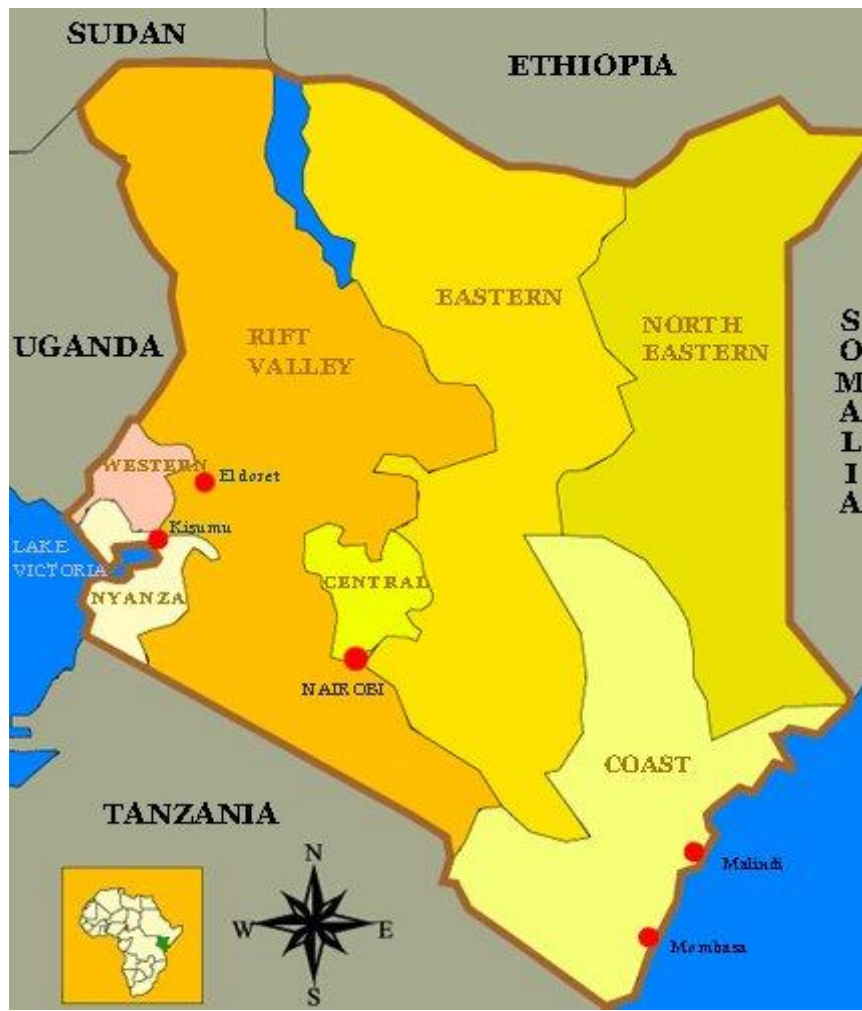 SUDAN
ETHIOPIA
EASTERN
NORTH
EASTERN
RIFT
VALLEY
UGANDA
SOMALIA
WESTERN
Eldoret
Kisumu
LAKE
VICTORIA
NYANZA
CENTRAL
NAIROBI
COAST
TANZANIA
Malindi
N
W
E
S
Mombasa